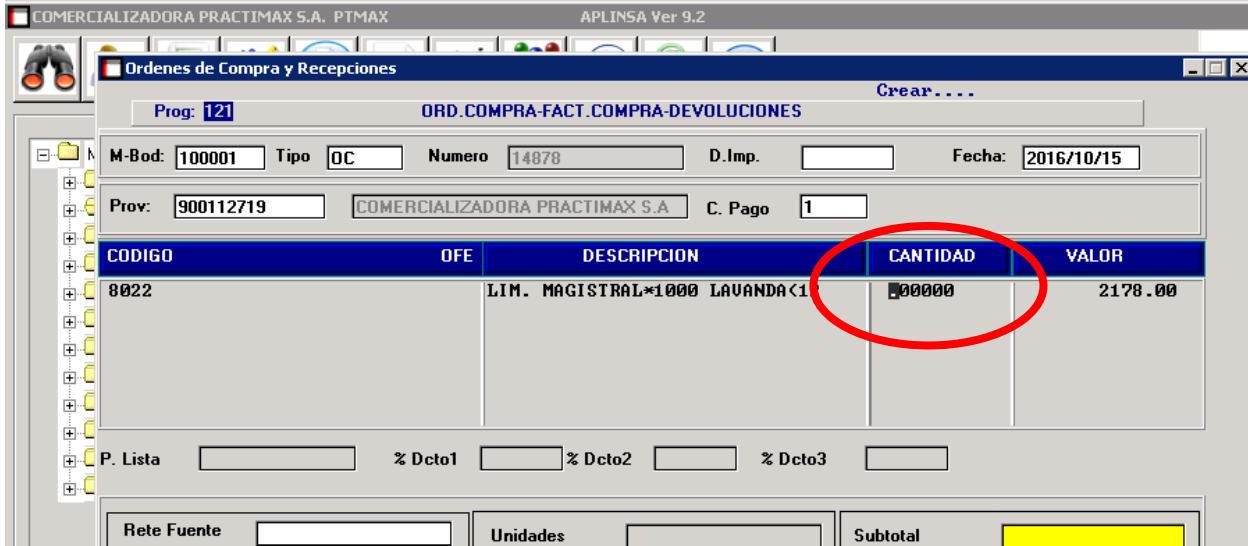 COMERCIALIZADORA PRACTIMAX S.A. PTMAX APLINSA Ver 9.2
Ordenes de Compra y Recepciones
Crear....
Prog: 121 ORD.COMPRA-FACT.COMPRA-DEVOLUCIONES
M-Bod: 100001 Tipo OC Numero 14878 D.Imp. Fecha: 2016/10/15
Prov: 900112719 COMERCIALIZADORA PRACTIMAX S.A C. Pago 1
CODIGO OFE DESCRIPCION CANTIDAD VALOR
8022 LIM. MAGISTRAL*1000 LAVANDA<12 .00000 2178.00
P. Lista % Dcto1 % Dcto2 % Dcto3
Rete Fuente Unidades Subtotal